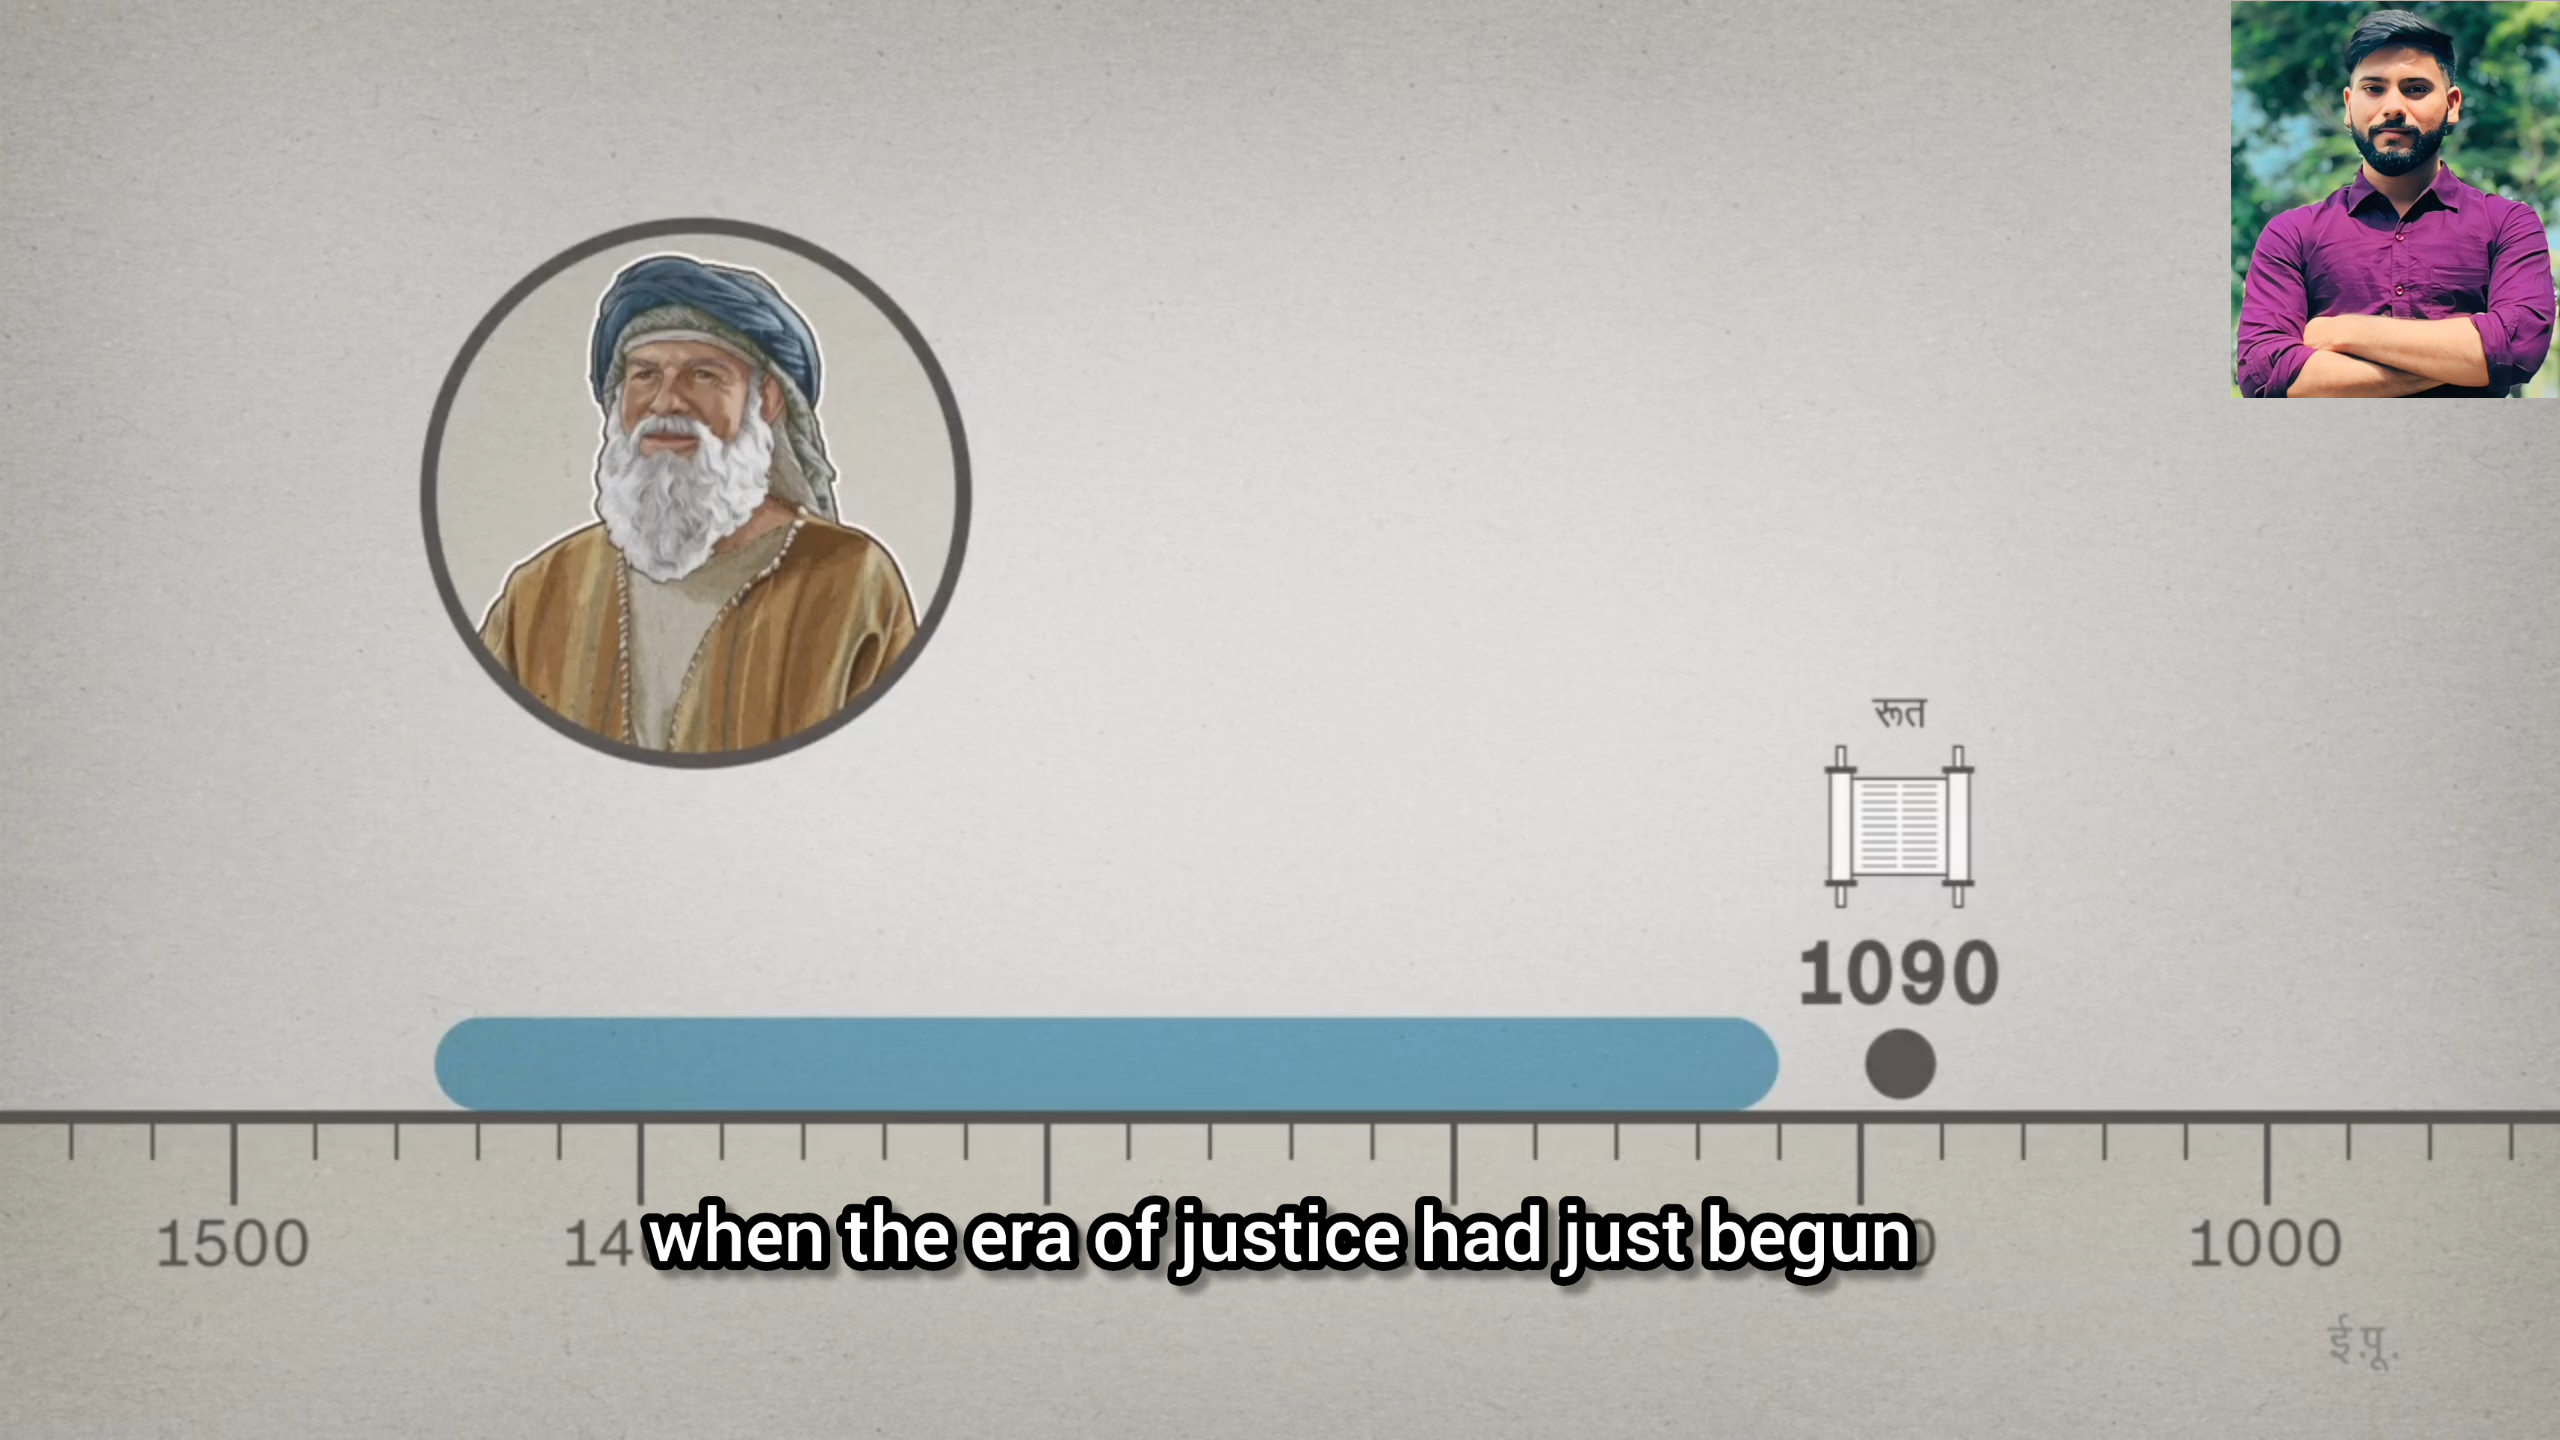 रूत
1090
when the era of justice had just begun
1500
1000
ई.पू.